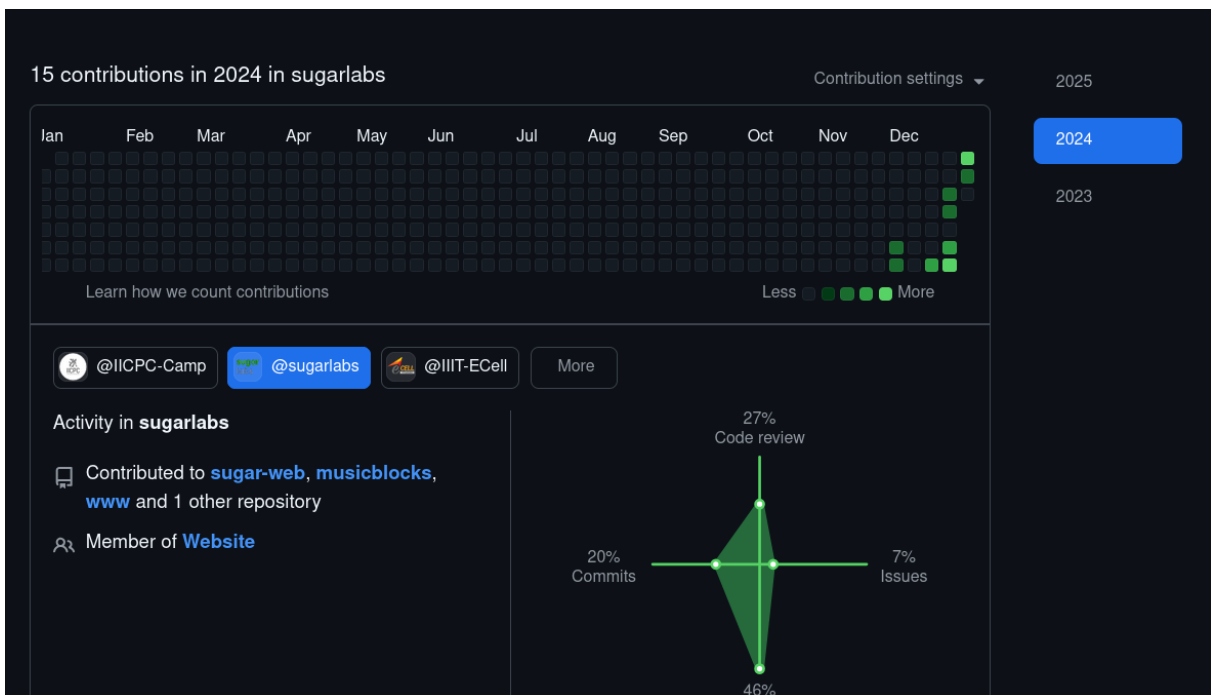 15 contributions in 2024 in sugarlabs
Contribution settings
2025
2024
2023
Jan Feb Mar Apr May Jun Jul Aug Sep Oct Nov Dec
Learn how we count contributions
Less More
@IICPC-Camp
@sugarlabs
@IIIT-ECell
More
Activity in sugarlabs
Contributed to sugar-web, musicblocks,
www and 1 other repository
Member of Website
27%
Code review
20%
Commits
7%
Issues
46%